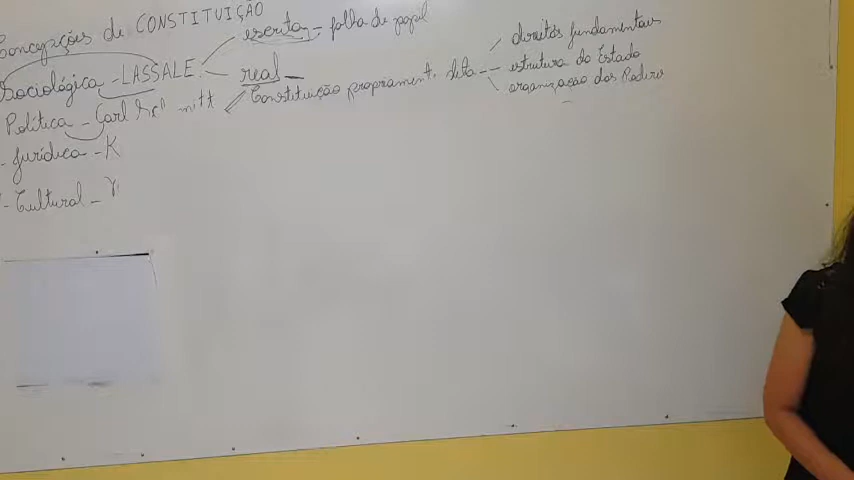 Concepções de CONSTITUIÇÃO
Sociológica - LASSALE
escrita - folha de papel
real
Política - Carl Schmitt
Constituição propriament. dita
direitos fundamentais
estrutura do Estado
organização dos Poderes
- Jurídica - K
- Cultural -